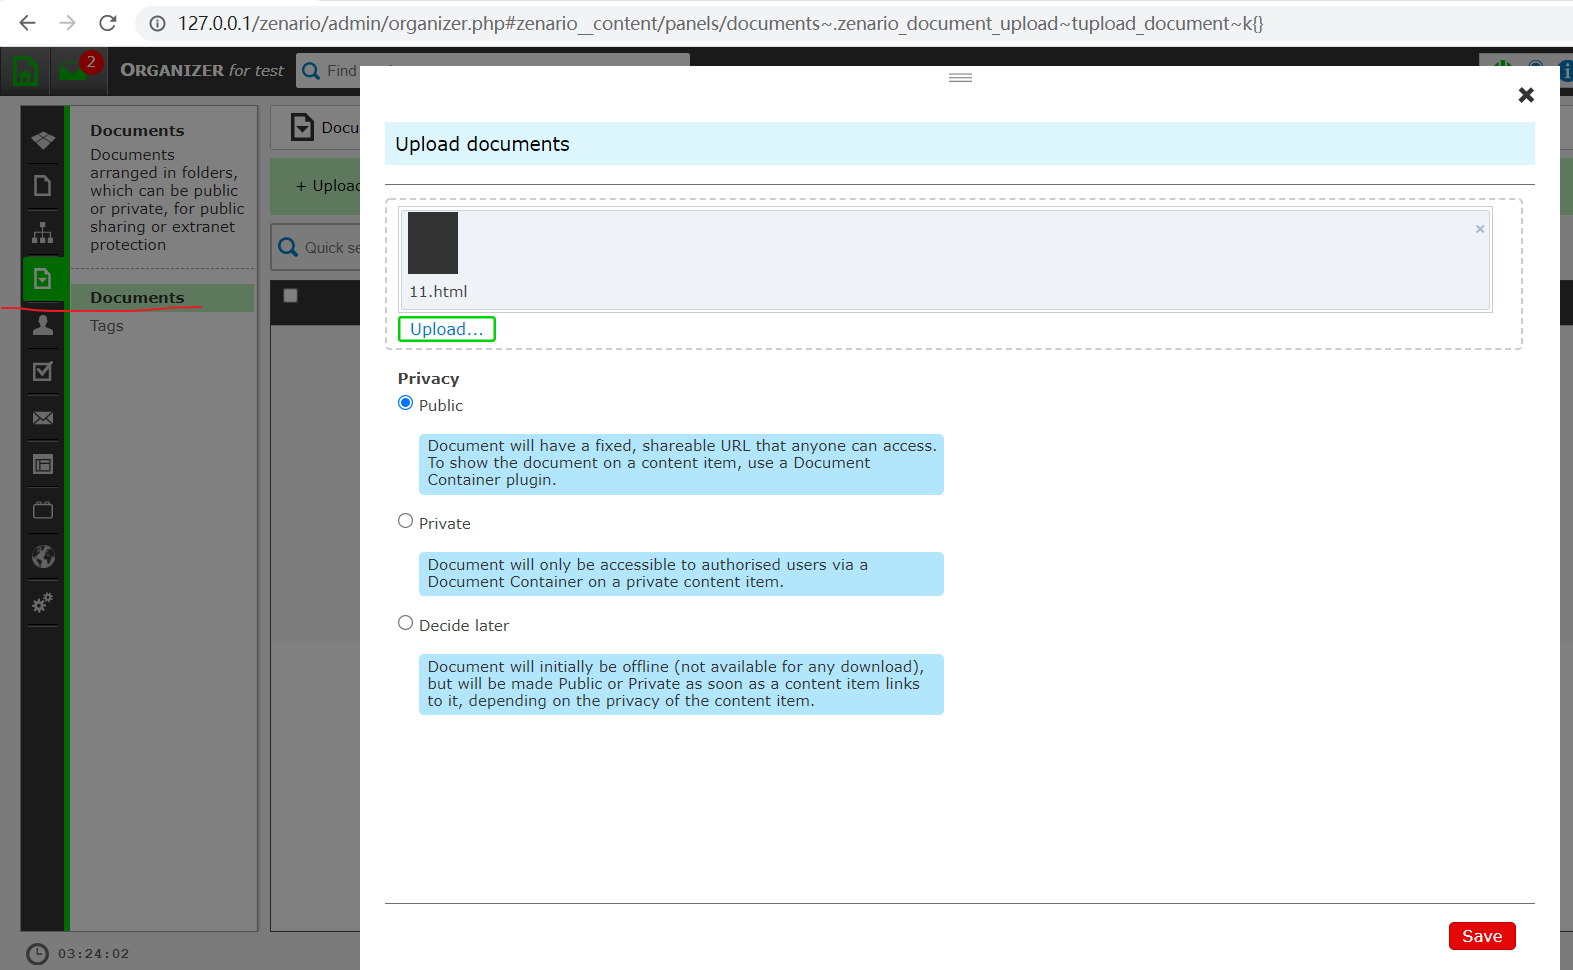 127.0.0.1/zenario/admin/organizer.php#zenario__content/panels/documents~.zenario_document_upload~tupload_document~k{}
2
ORGANIZER for test
Find
Documents
Documents
arranged in folders,
which can be public
or private, for public
sharing or extranet
protection
Documents
Tags
Docu
+ Upload
Quick se
Upload documents
×
11.html
Upload...
Privacy
Public
Document will have a fixed, shareable URL that anyone can access.
To show the document on a content item, use a Document
Container plugin.
Private
Document will only be accessible to authorised users via a
Document Container on a private content item.
Decide later
Document will initially be offline (not available for any download),
but will be made Public or Private as soon as a content item links
to it, depending on the privacy of the content item.
Save
03:24:02